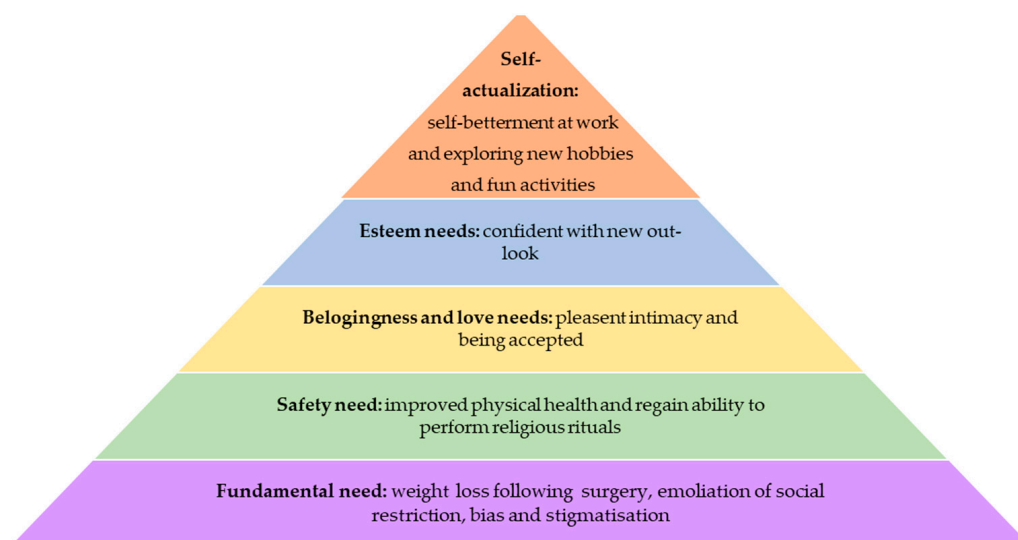 Self-
actualization:
self-betterment at work
and exploring new hobbies
and fun activities
Esteem needs: confident with new out-
look
Belogingness and love needs: pleasent intimacy and
being accepted
Safety need: improved physical health and regain ability to
perform religious rituals
Fundamental need: weight loss following surgery, emoliation of social
restriction, bias and stigmatisation